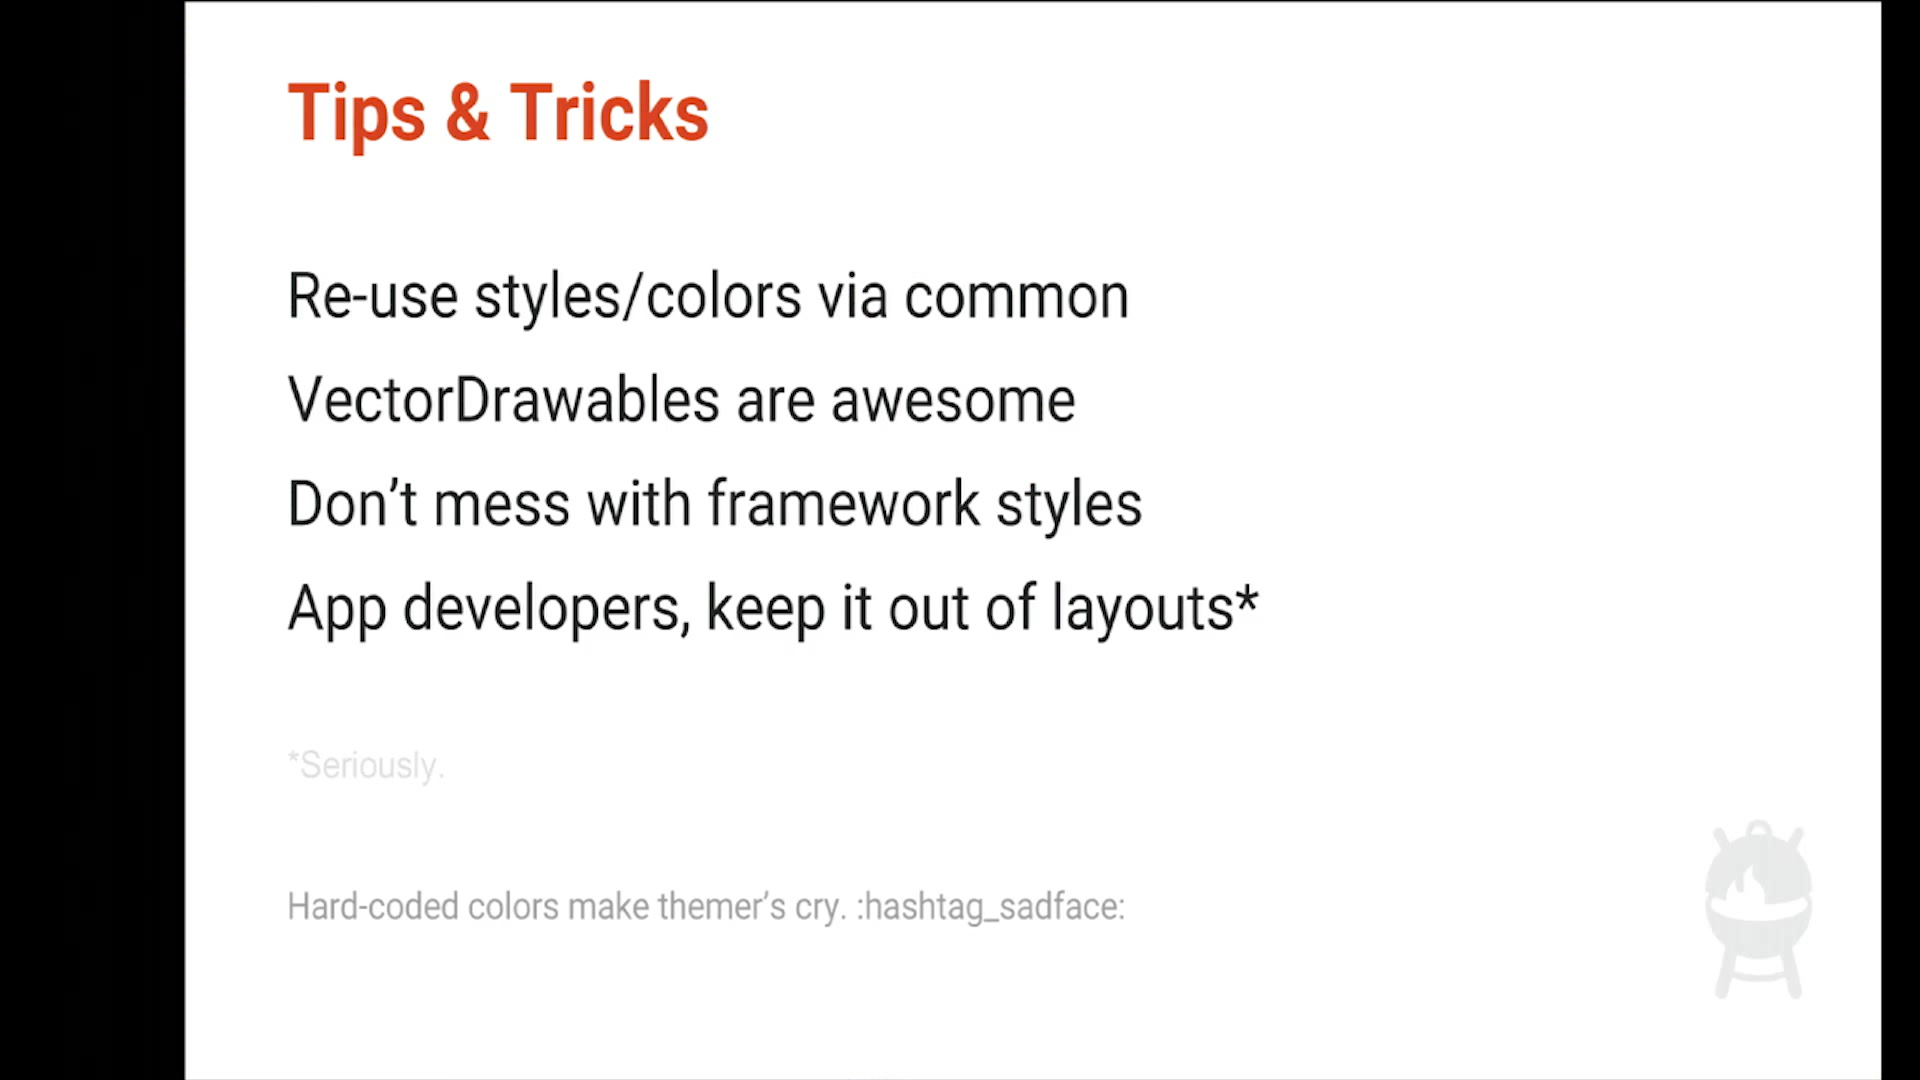 Tips & Tricks
Re-use styles/colors via common
VectorDrawables are awesome
Don’t mess with framework styles
App developers, keep it out of layouts*
*Seriously.
Hard-coded colors make themer’s cry. :hashtag_sadface: